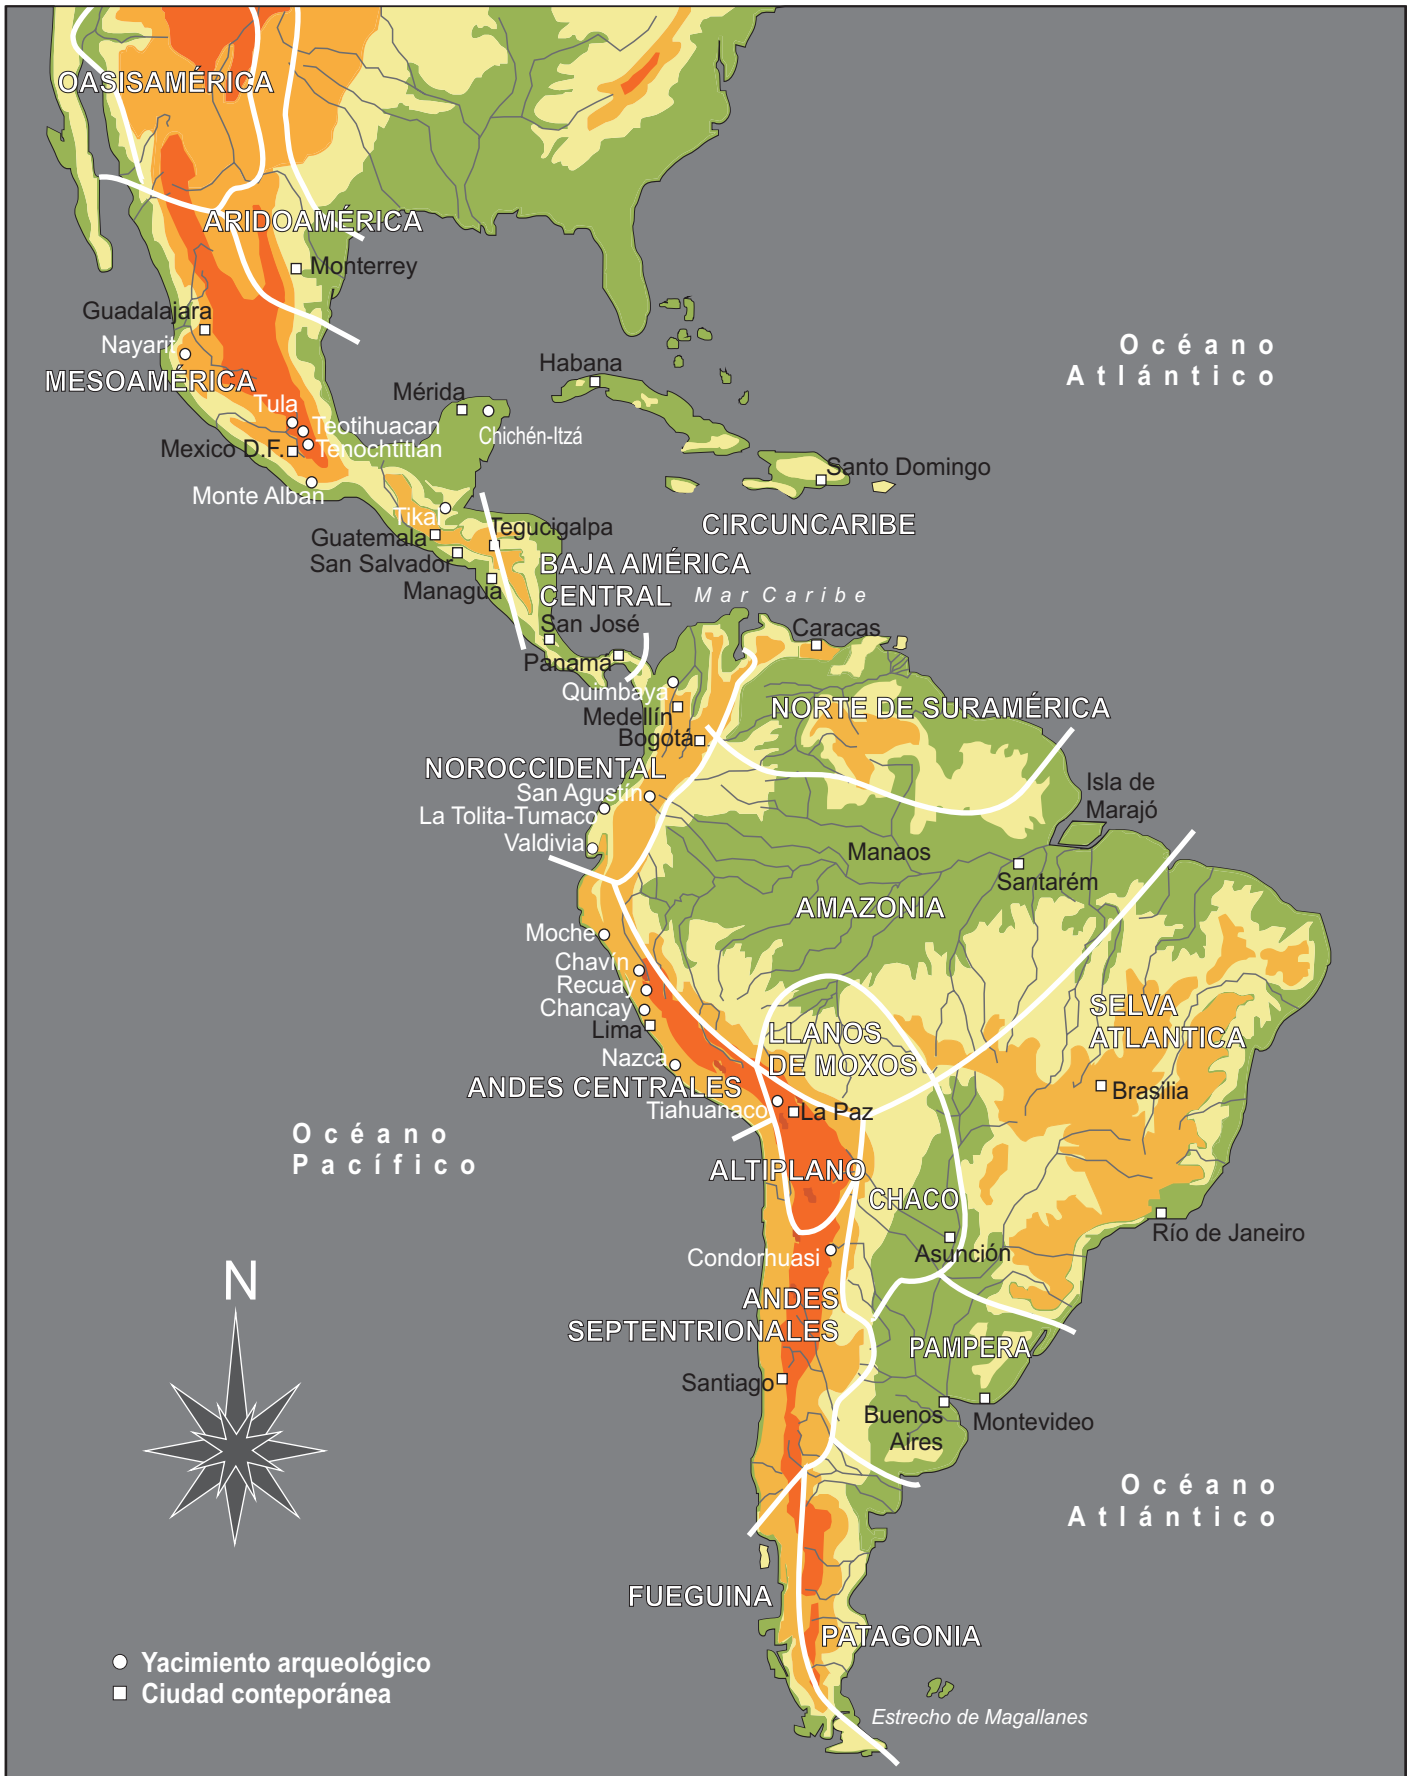 OASISAMÉRICA
ARIDOAMÉRICA
Monterrey
Guadalajara
Nayarit
MESOAMÉRICA
Océano
Atlántico
Habana
Mérida
Tula
Teotihuacan
Chichén-Itzá
Mexico D.F.
Tenochtitlán
Santo Domingo
Monte Alban
Tikal
CIRCUNCARIBE
Tegucigalpa
Guatemala
San Salvador
BAJA AMÉRICA
CENTRAL
Managua
Mar Caribe
San José
Caracas
Panamá
Quimbaya
NORTE DE SURAMÉRICA
Medellín
Bogotá
NOROCCIDENTAL
Isla de
Marajó
San Agustín
La Tolita-Tumaco
Valdivia
Manaos
Santarém
AMAZONIA
Moche
Chavín
Recuay
Chancay
Lima
SELVA
ATLANTICA
LLANOS
DE MOXOS
Nazca
ANDES CENTRALES
Brasilia
Tiahuanaco
La Paz
Océano
Pacífico
ALTIPLANO
CHACO
Río de Janeiro
Asunción
Condorhuasi
N
ANDES
SEPTENTRIONALES
PAMPERA
Santiago
Buenos
Aires
Montevideo
Océano
Atlántico
FUEGUINA
PATAGONIA
Yacimiento arqueológico
Ciudad conteporánea
Estrecho de Magallanes